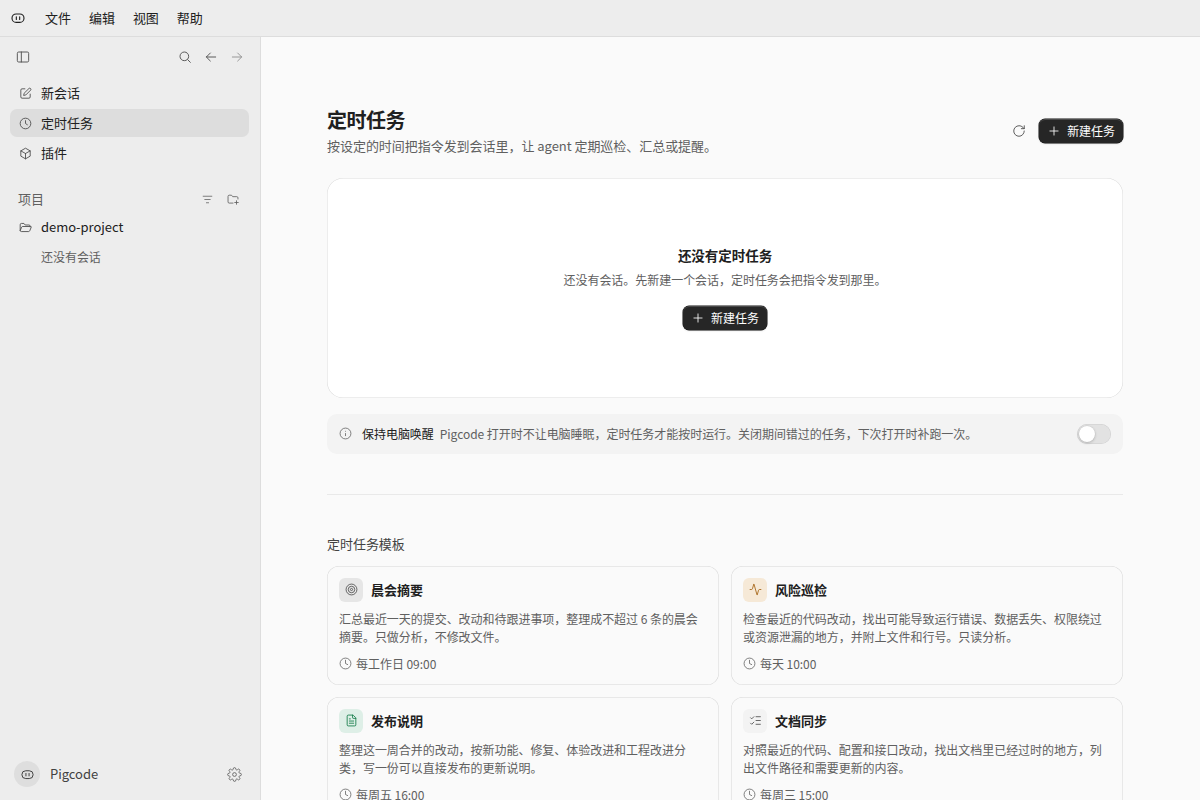 文件 编辑 视图 帮助
新会话
定时任务
插件
项目
demo-project
还没有会话
Pigcode
定时任务
按设定的时间把指令发到会话里，让 agent 定期巡检、汇总或提醒。
新建任务
还没有定时任务
还没有会话。先新建一个会话，定时任务会把指令发到那里。
新建任务
保持电脑唤醒 Pigcode 打开时不让电脑睡眠，定时任务才能按时运行。关闭期间错过的任务，下次打开时补跑一次。
定时任务模板
晨会摘要
汇总最近一天的提交、改动和待跟进事项，整理成不超过 6 条的晨会
摘要。只做分析，不修改文件。
每工作日 09:00
风险巡检
检查最近的代码改动，找出可能导致运行错误、数据丢失、权限绕过
或资源泄漏的地方，并附上文件和行号。只读分析。
每天 10:00
发布说明
整理这一周合并的改动，按新功能、修复、体验改进和工程改进分
类，写一份可以直接发布的更新说明。
每周五 16:00
文档同步
对照最近的代码、配置和接口改动，找出文档里已经过时的地方，列
出文件路径和需要更新的内容。
每周三 15:00